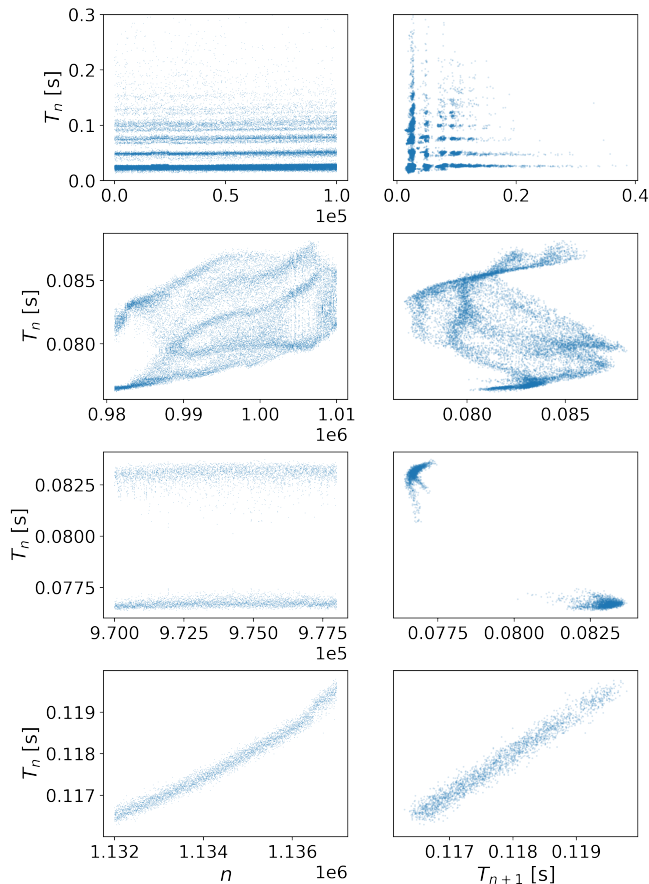 0.3
0.2
0.1
0.0
T_n [s]
0.0 0.5 1.0
1e5
0.0 0.2 0.4
0.085
0.080
T_n [s]
0.98 0.99 1.00 1.01
1e6
0.080 0.085
0.0825
0.0800
0.0775
T_n [s]
9.700 9.725 9.750 9.775
1e5
0.0775 0.0800 0.0825
0.119
0.118
0.117
T_n [s]
1.132 1.134 1.136
n 1e6
0.117 0.118 0.119
T_{n+1} [s]